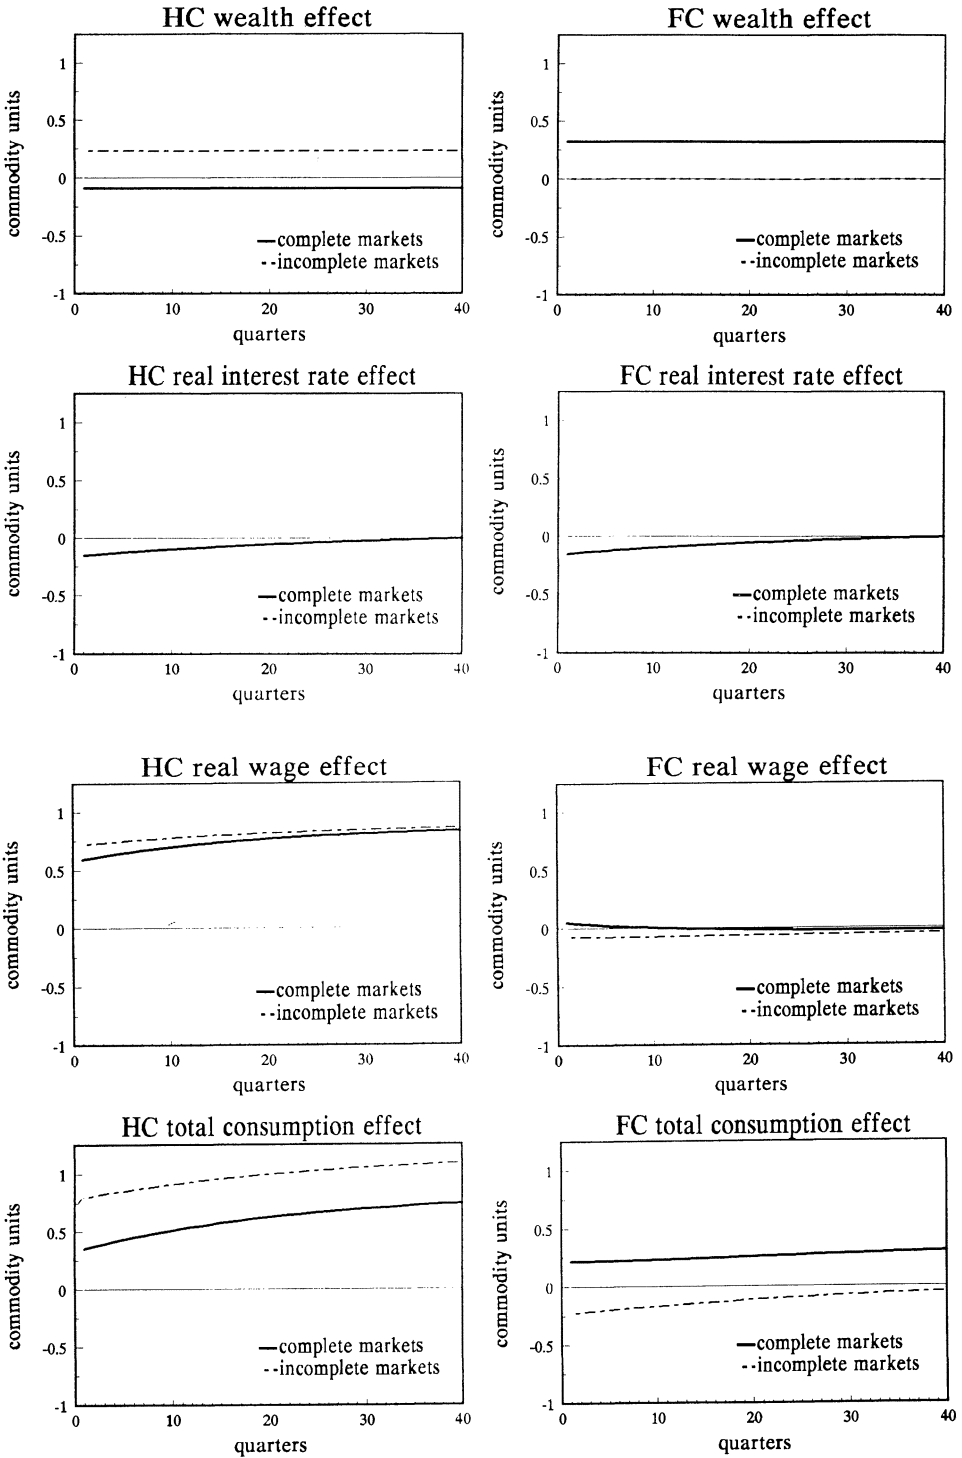 HC wealth effect
commodity units
1
0.5
0
-0.5
-1
complete markets
incomplete markets
0 10 20 30 40
quarters
FC wealth effect
commodity units
1
0.5
0
-0.5
-1
complete markets
incomplete markets
0 10 20 30 40
quarters
HC real interest rate effect
commodity units
1
0.5
0
-0.5
-1
complete markets
incomplete markets
0 10 20 30 40
quarters
FC real interest rate effect
commodity units
1
0.5
0
-0.5
-1
complete markets
incomplete markets
0 10 20 30 40
quarters
HC real wage effect
commodity units
1
0.5
0
-0.5
-1
complete markets
incomplete markets
0 10 20 30 40
quarters
FC real wage effect
commodity units
1
0.5
0
-0.5
-1
complete markets
incomplete markets
0 10 20 30 40
quarters
HC total consumption effect
commodity units
1
0.5
0
-0.5
-1
complete markets
incomplete markets
0 10 20 30 40
quarters
FC total consumption effect
commodity units
1
0.5
0
-0.5
-1
complete markets
incomplete markets
0 10 20 30 40
quarters